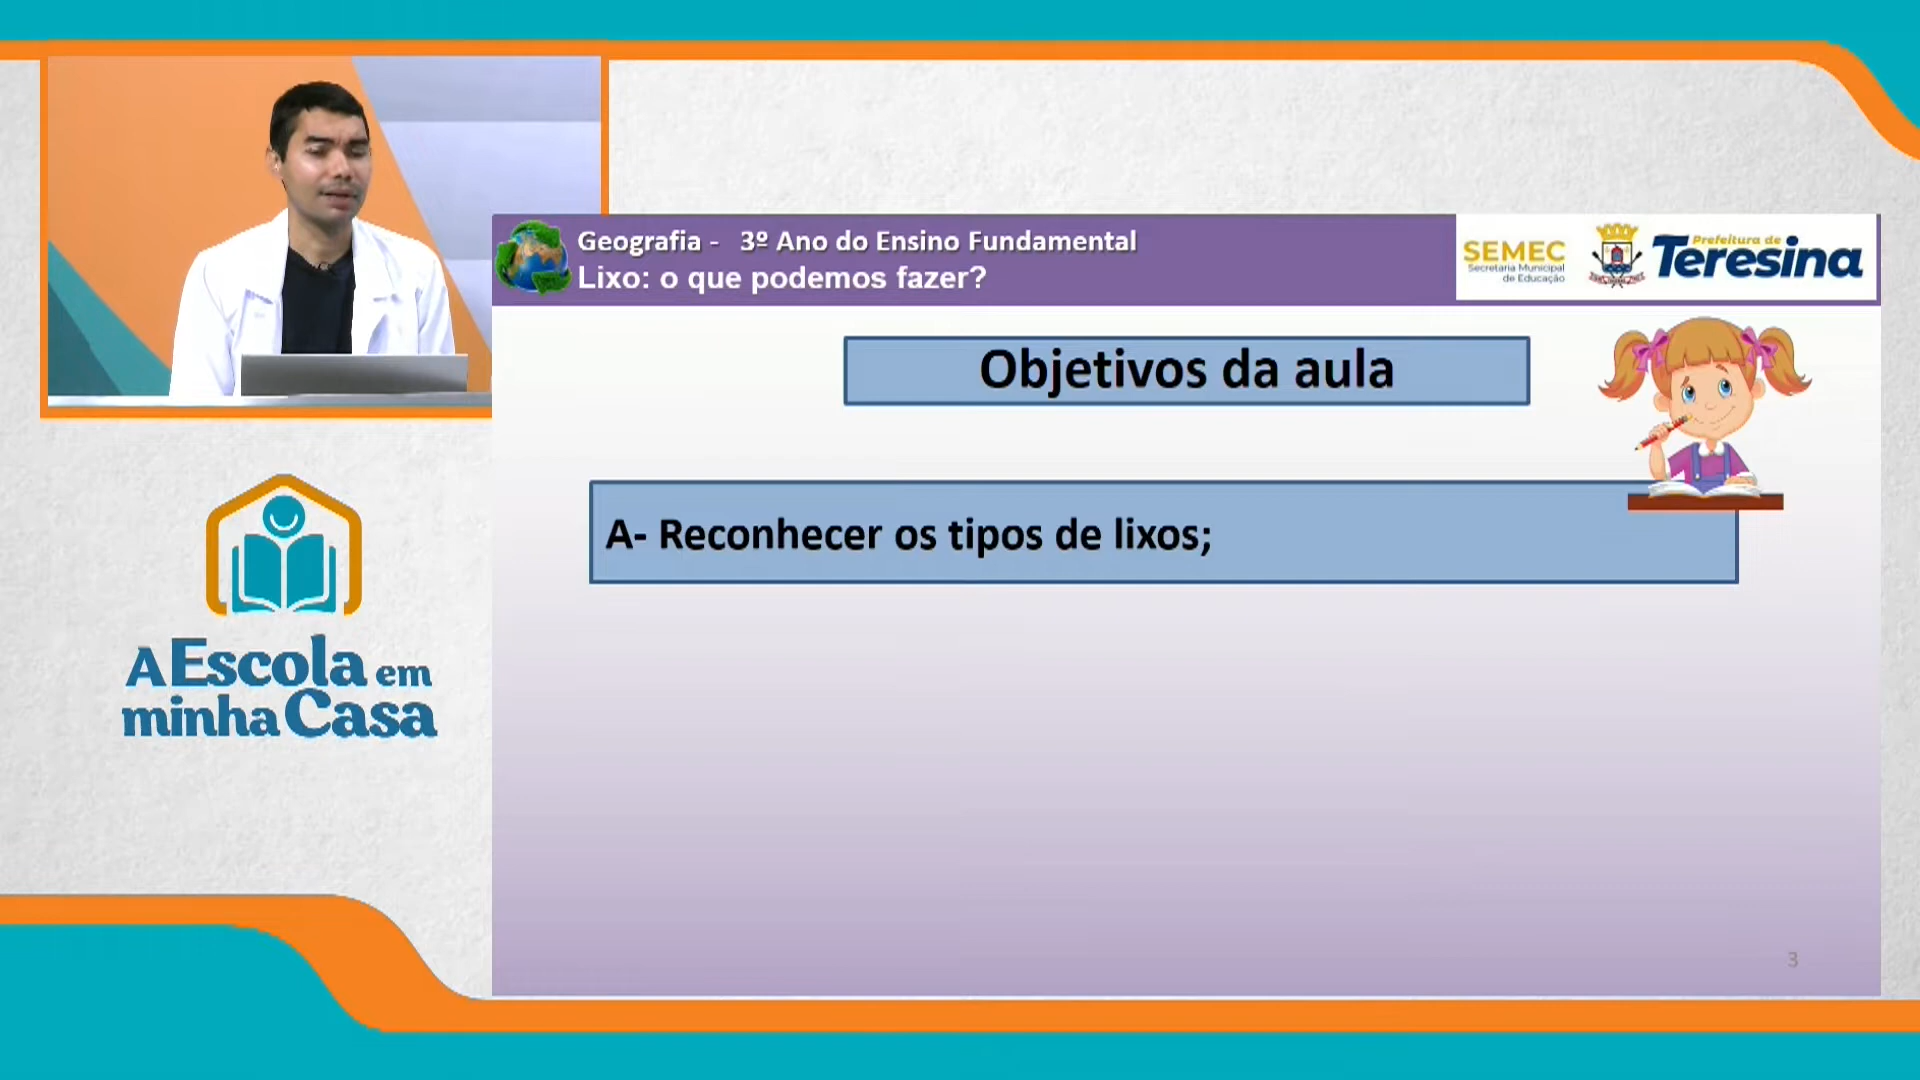 Geografia - 3º Ano do Ensino Fundamental
Lixo: o que podemos fazer?
SEMEC
Secretaria Municipal
de Educação
Prefeitura de
Teresina
Objetivos da aula
A- Reconhecer os tipos de lixos;
A Escola em
minha Casa
3